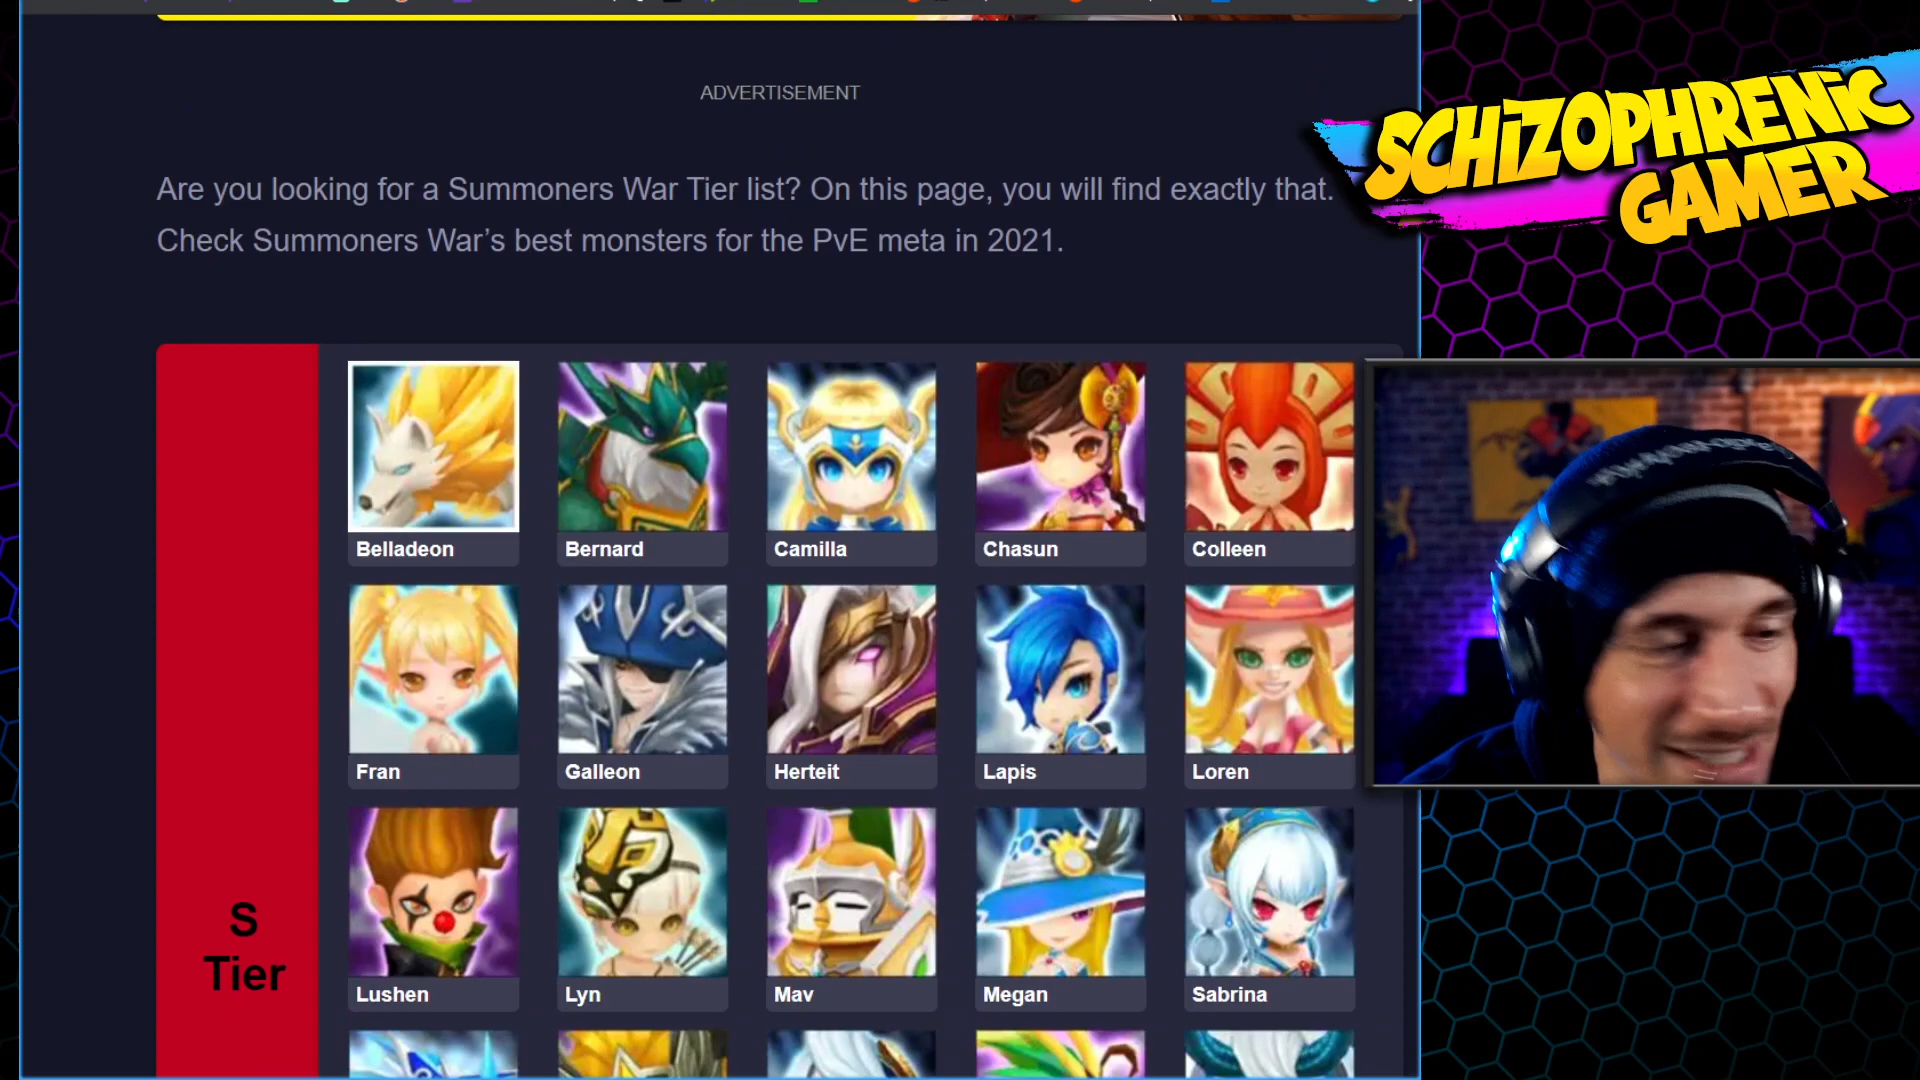 ADVERTISEMENT
SCHIZOPHRENIC
GAMER
Are you looking for a Summoners War Tier list? On this page, you will find exactly that.
Check Summoners War’s best monsters for the PvE meta in 2021.
Belladeon
Bernard
Camilla
Chasun
Colleen
Fran
Galleon
Herteit
Lapis
Loren
S
Tier
Lushen
Lyn
Mav
Megan
Sabrina